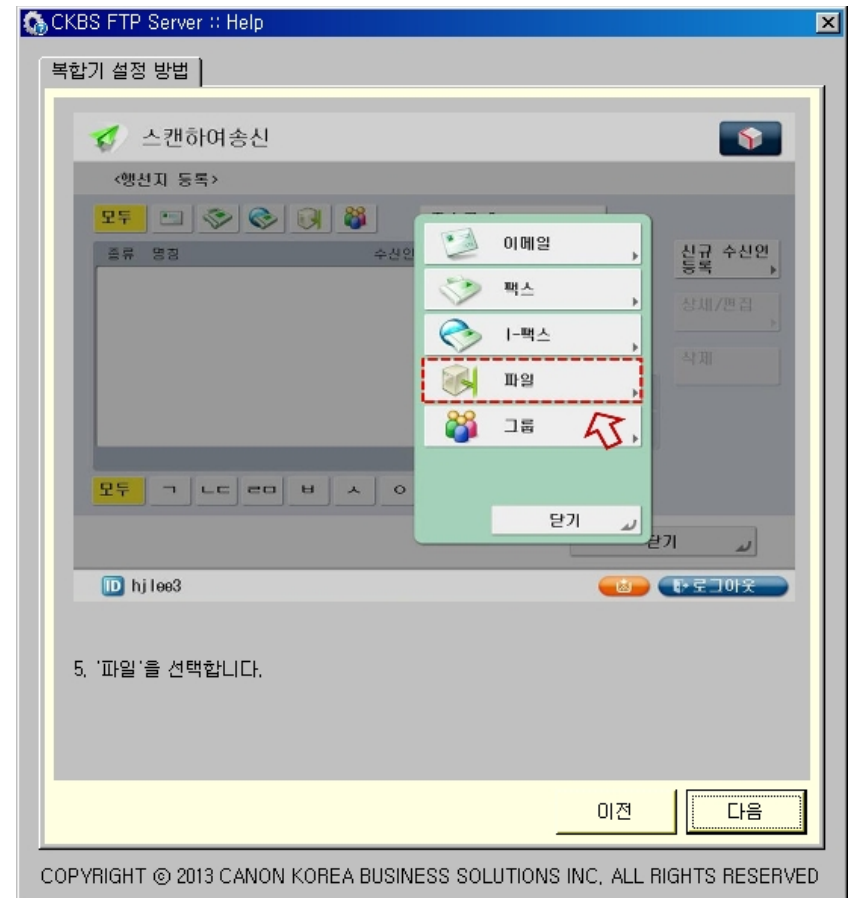 CKBS FTP Server :: Help
복합기 설정 방법
스캔하여송신
<행선지 등록>
모두
종류 명칭 수신인
이메일
팩스
I-팩스
파일
그룹
닫기
신규 수신인
등록
상세/편집
삭제
모두 ㄱ ㄴㄷ ㄹㅁ ㅂ ㅅ ㅇ
닫기
ID hjlee3
로그아웃
5. '파일'을 선택합니다.
이전
다음
COPYRIGHT ⓒ 2013 CANON KOREA BUSINESS SOLUTIONS INC. ALL RIGHTS RESERVED